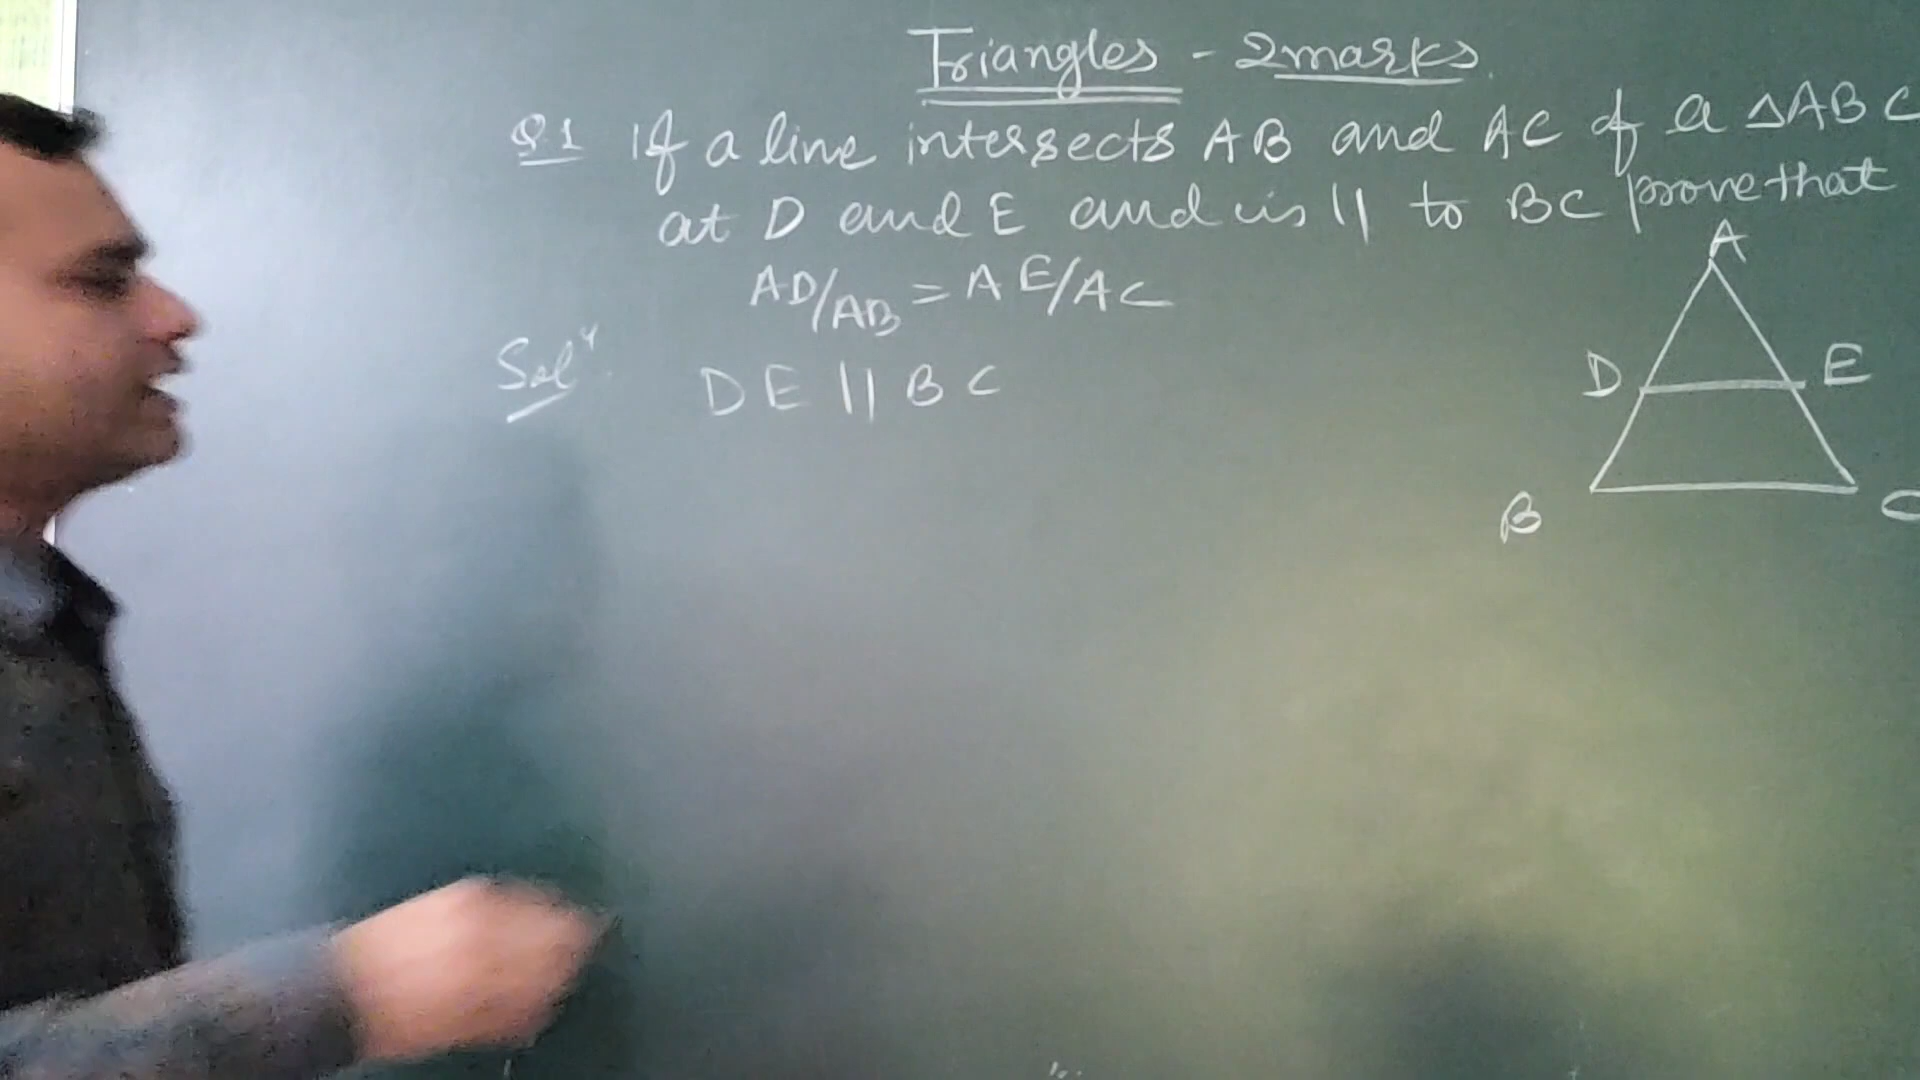 Triangles - 2marks.
Q1 If a line intersects AB and AC of a △ABC
at D and E and is || to BC prove that
AD/AB = AE/AC
A
Solⁿ. DE || BC
D E
B C